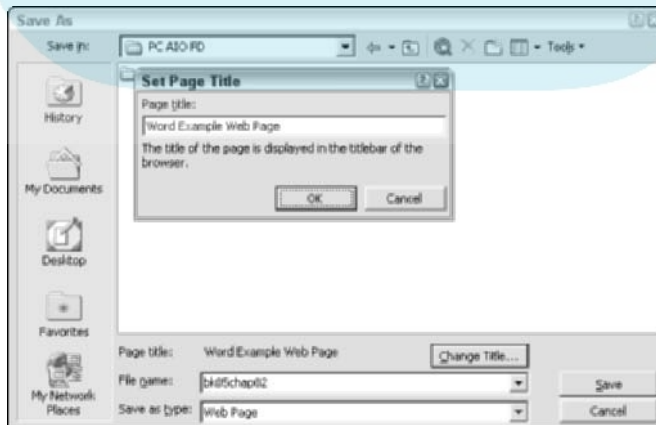 Save As
Save in:
PC AIO FD
Tools
Set Page Title
Page title:
Word Example Web Page
The title of the page is displayed in the titlebar of the
browser.
OK
Cancel
History
My Documents
Desktop
Favorites
My Network
Places
Page title:
Word Example Web Page
Change Title...
File name:
bk05chap02
Save
Save as type:
Web Page
Cancel